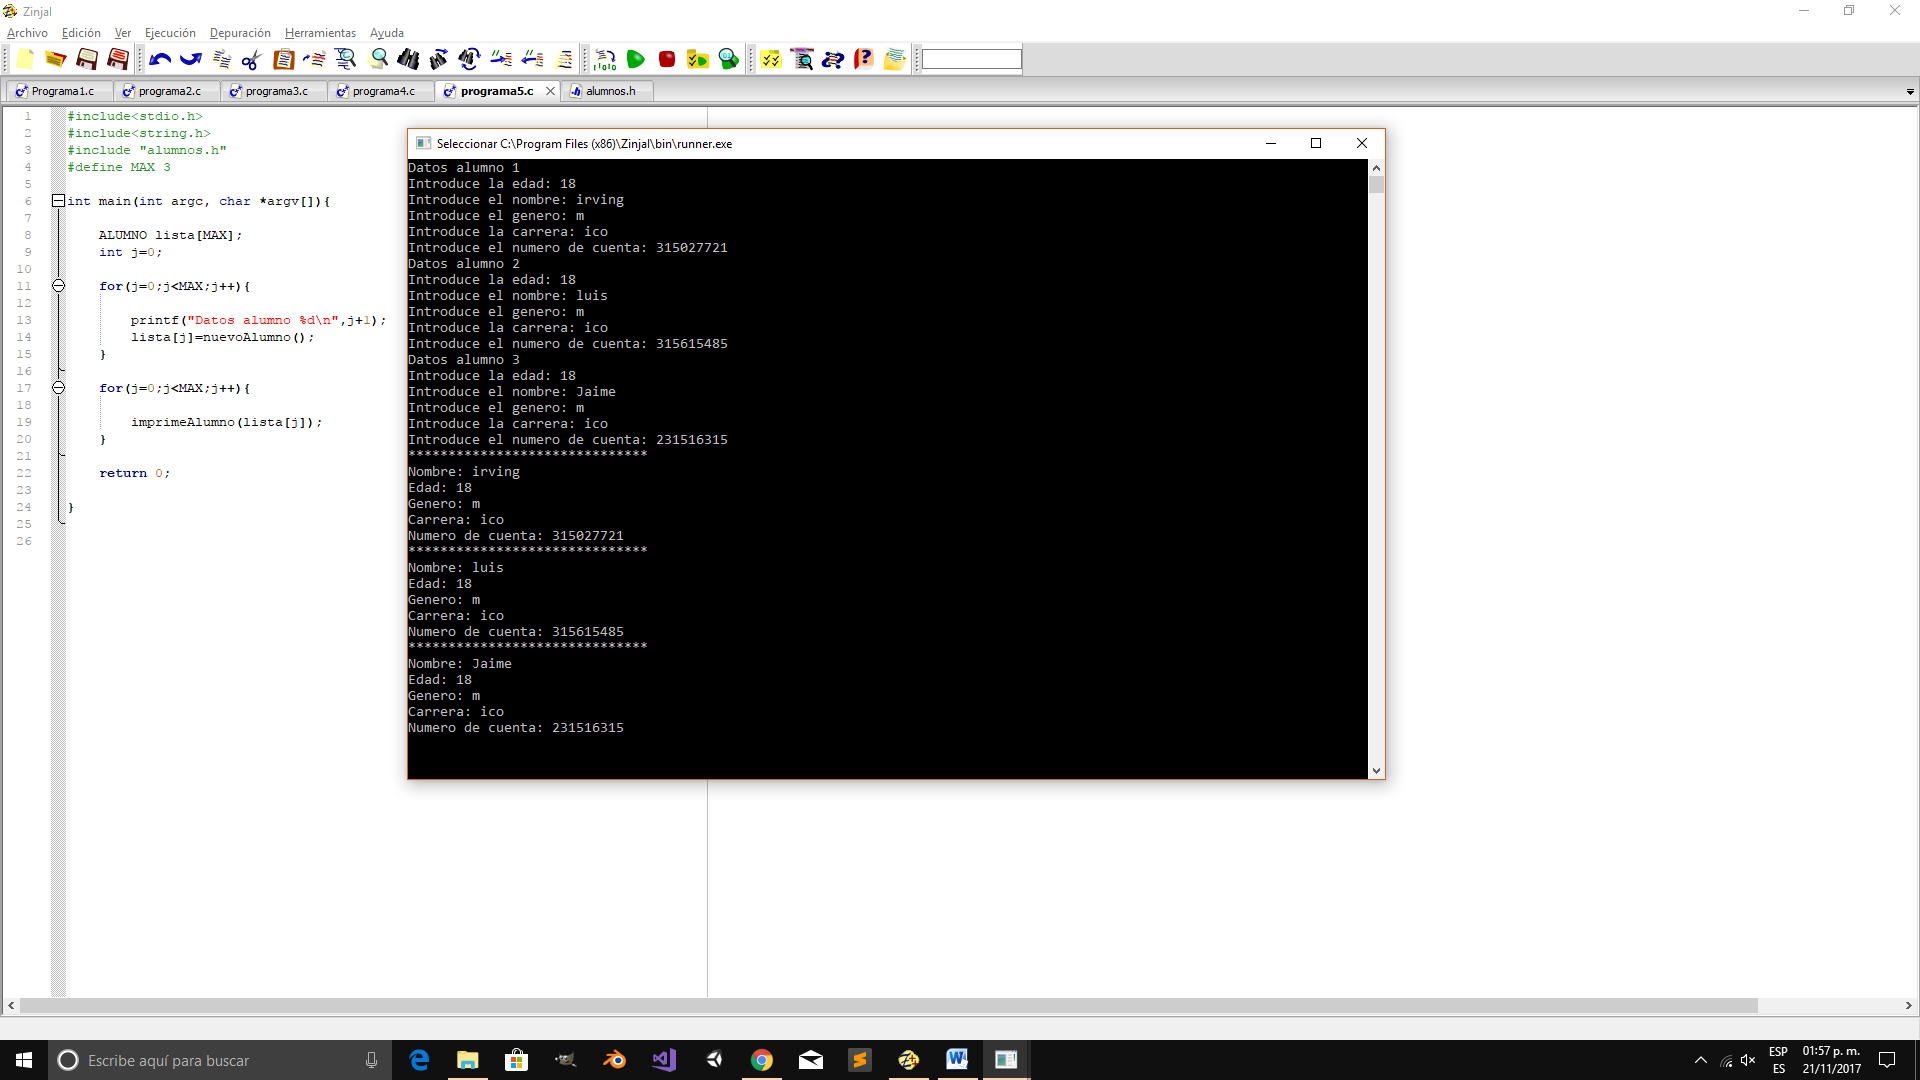 Zinjal
Archivo Edición Ver Ejecución Depuración Herramientas Ayuda
Programa1.c programa2.c programa3.c programa4.c programa5.c alumnos.h
1 #include<stdio.h>
2 #include<string.h>
3 #include "alumnos.h"
4 #define MAX 3
5
6 int main(int argc, char *argv[]){
7
8 ALUMNO lista[MAX];
9 int j=0;
10
11 for(j=0;j<MAX;j++){
12
13 printf("Datos alumno %d\n",j+1);
14 lista[j]=nuevoAlumno();
15 }
16
17 for(j=0;j<MAX;j++){
18
19 imprimeAlumno(lista[j]);
20 }
21
22 return 0;
23
24 }
25
26
Seleccionar C:\Program Files (x86)\Zinjal\bin\runner.exe
Datos alumno 1
Introduce la edad: 18
Introduce el nombre: irving
Introduce el genero: m
Introduce la carrera: ico
Introduce el numero de cuenta: 315027721
Datos alumno 2
Introduce la edad: 18
Introduce el nombre: luis
Introduce el genero: m
Introduce la carrera: ico
Introduce el numero de cuenta: 315615485
Datos alumno 3
Introduce la edad: 18
Introduce el nombre: Jaime
Introduce el genero: m
Introduce la carrera: ico
Introduce el numero de cuenta: 231516315
******************************
Nombre: irving
Edad: 18
Genero: m
Carrera: ico
Numero de cuenta: 315027721
******************************
Nombre: luis
Edad: 18
Genero: m
Carrera: ico
Numero de cuenta: 315615485
******************************
Nombre: Jaime
Edad: 18
Genero: m
Carrera: ico
Numero de cuenta: 231516315
Escribe aquí para buscar
ESP 01:57 p. m.
ES 21/11/2017